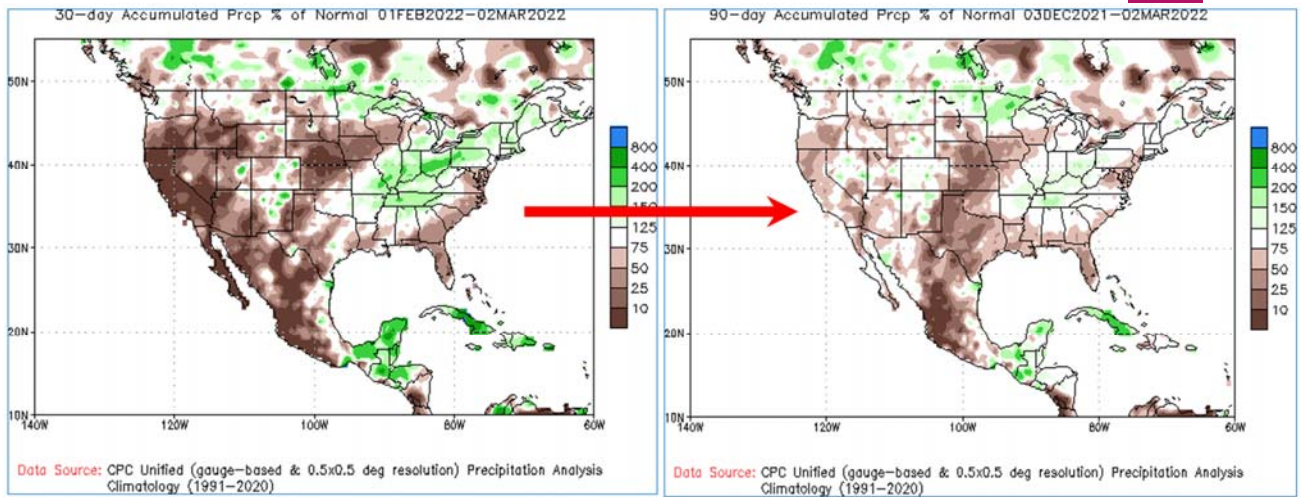 30-day Accumulated Prcp % of Normal 01FEB2022-02MAR2022
50N
40N
30N
20N
10N
140W
120W
100W
80W
60W
800
400
200
150
125
75
50
25
10
Data Source: CPC Unified (gauge-based & 0.5x0.5 deg resolution) Precipitation Analysis
Climatology (1991-2020)
90-day Accumulated Prcp % of Normal 03DEC2021-02MAR2022
50N
40N
30N
20N
10N
140W
120W
100W
80W
60W
800
400
200
150
125
75
50
25
10
Data Source: CPC Unified (gauge-based & 0.5x0.5 deg resolution) Precipitation Analysis
Climatology (1991-2020)